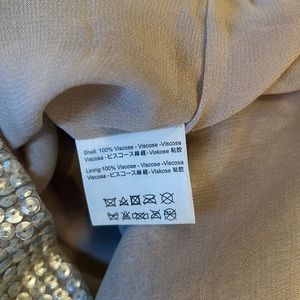 Shell: 100% Viscose - Viscose -Viscosa
Viscosa -ビスコース繊維 -Viskose 粘胶
Lining:100% Viscose - Viscose -Viscosa
Viscosa -ビスコース繊維 -Viskose 粘胶